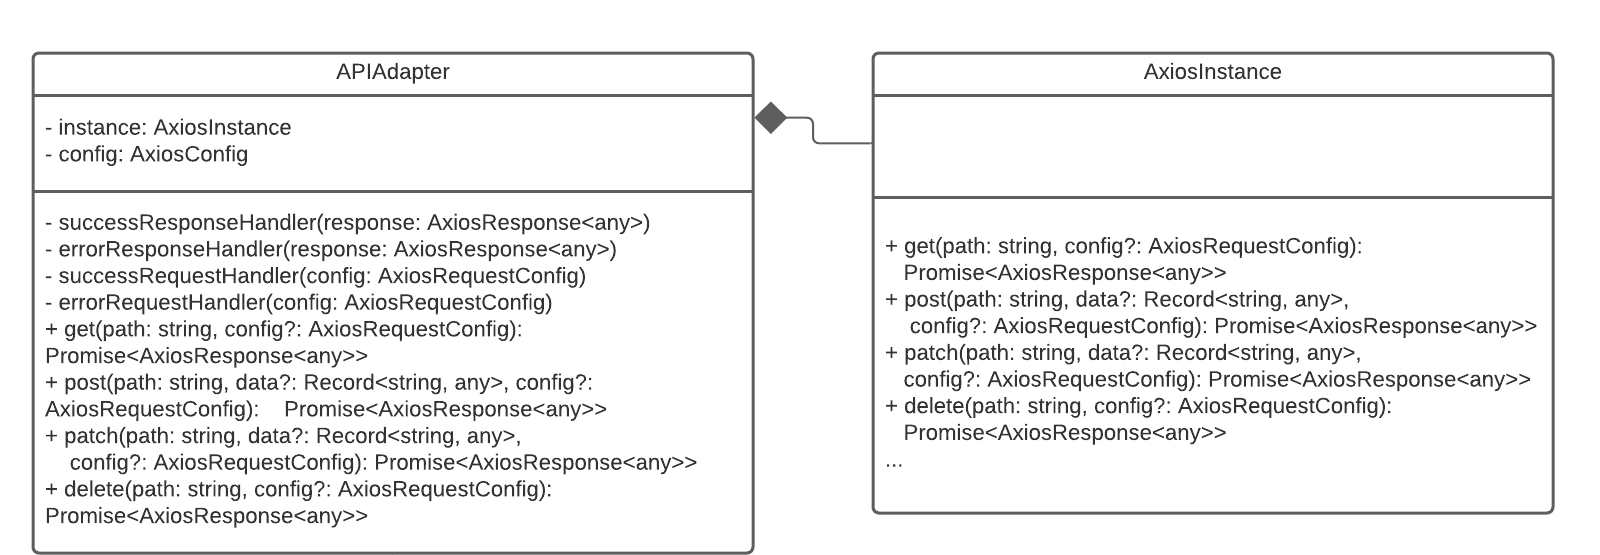 APIAdapter
- instance: AxiosInstance
- config: AxiosConfig
- successResponseHandler(response: AxiosResponse<any>)
- errorResponseHandler(response: AxiosResponse<any>)
- successRequestHandler(config: AxiosRequestConfig)
- errorRequestHandler(config: AxiosRequestConfig)
+ get(path: string, config?: AxiosRequestConfig):
Promise<AxiosResponse<any>>
+ post(path: string, data?: Record<string, any>, config?:
AxiosRequestConfig):    Promise<AxiosResponse<any>>
+ patch(path: string, data?: Record<string, any>,
config?: AxiosRequestConfig): Promise<AxiosResponse<any>>
+ delete(path: string, config?: AxiosRequestConfig):
Promise<AxiosResponse<any>>
AxiosInstance
+ get(path: string, config?: AxiosRequestConfig):
Promise<AxiosResponse<any>>
+ post(path: string, data?: Record<string, any>,
config?: AxiosRequestConfig): Promise<AxiosResponse<any>>
+ patch(path: string, data?: Record<string, any>,
config?: AxiosRequestConfig): Promise<AxiosResponse<any>>
+ delete(path: string, config?: AxiosRequestConfig):
Promise<AxiosResponse<any>>
...